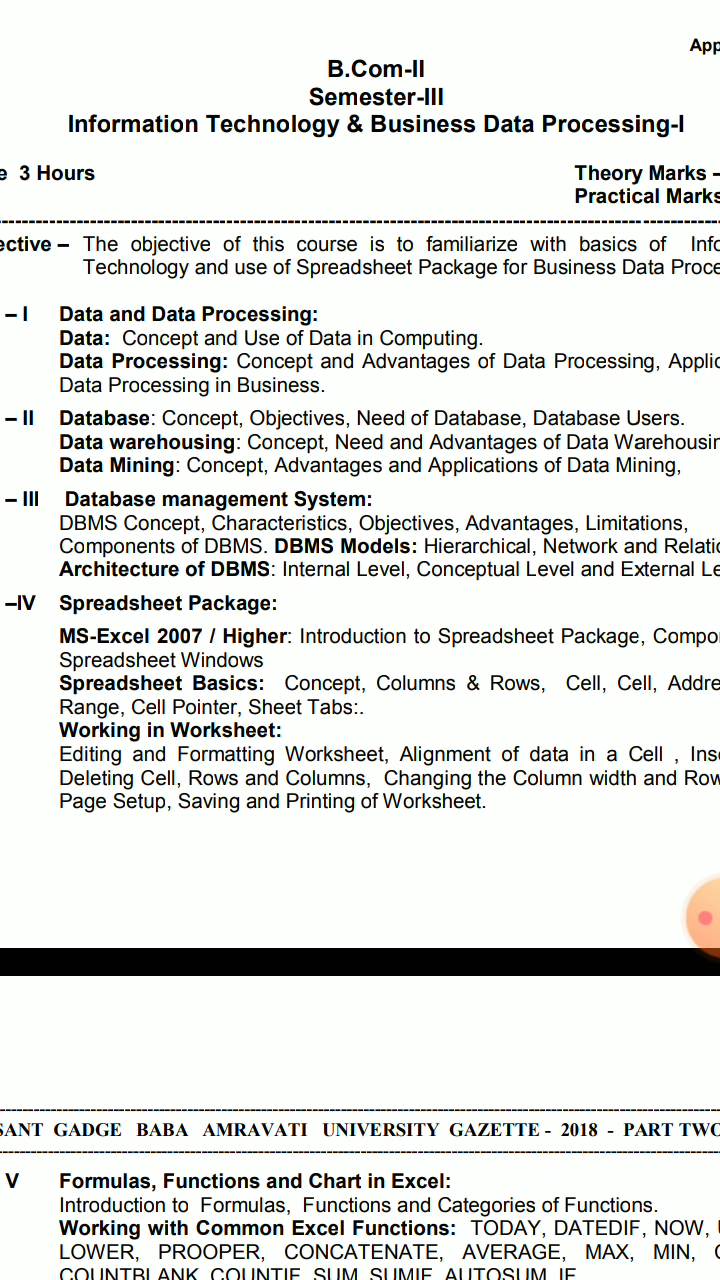 App
B.Com-II
Semester-III
Information Technology & Business Data Processing-I
e 3 Hours
Theory Marks –
Practical Marks
ective – The objective of this course is to familiarize with basics of Info
Technology and use of Spreadsheet Package for Business Data Proce
– I Data and Data Processing:
Data: Concept and Use of Data in Computing.
Data Processing: Concept and Advantages of Data Processing, Applic
Data Processing in Business.
– II Database: Concept, Objectives, Need of Database, Database Users.
Data warehousing: Concept, Need and Advantages of Data Warehousin
Data Mining: Concept, Advantages and Applications of Data Mining,
– III Database management System:
DBMS Concept, Characteristics, Objectives, Advantages, Limitations,
Components of DBMS. DBMS Models: Hierarchical, Network and Relatio
Architecture of DBMS: Internal Level, Conceptual Level and External Le
–IV Spreadsheet Package:
MS-Excel 2007 / Higher: Introduction to Spreadsheet Package, Compo
Spreadsheet Windows
Spreadsheet Basics: Concept, Columns & Rows, Cell, Cell, Addre
Range, Cell Pointer, Sheet Tabs:.
Working in Worksheet:
Editing and Formatting Worksheet, Alignment of data in a Cell , Inse
Deleting Cell, Rows and Columns, Changing the Column width and Row
Page Setup, Saving and Printing of Worksheet.
SANT GADGE BABA AMRAVATI UNIVERSITY GAZETTE - 2018 - PART TWO
V Formulas, Functions and Chart in Excel:
Introduction to Formulas, Functions and Categories of Functions.
Working with Common Excel Functions: TODAY, DATEDIF, NOW, U
LOWER, PROOPER, CONCATENATE, AVERAGE, MAX, MIN, C
COUNTBLANK, COUNTIF, SUM, SUMIF, AUTOSUM, IF